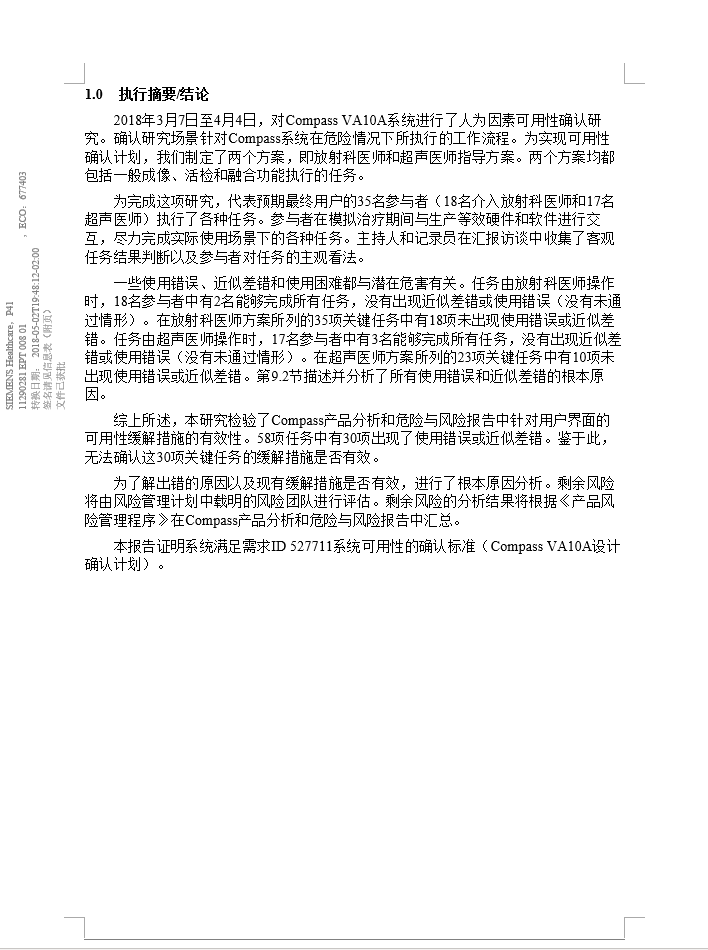 1.0 执行摘要/结论
2018年3月7日至4月4日，对Compass VA10A系统进行了人为因素可用性确认研
究。确认研究场景针对Compass系统在危险情况下所执行的工作流程。为实现可用性
确认计划，我们制定了两个方案，即放射科医师和超声医师指导方案。两个方案均都
包括一般成像、活检和融合功能执行的任务。
为完成这项研究，代表预期最终用户的35名参与者（18名介入放射科医师和17名
超声医师）执行了各种任务。参与者在模拟治疗期间与生产等效硬件和软件进行交
互，尽力完成实际使用场景下的各种任务。主持人和记录员在汇报访谈中收集了客观
任务结果判断以及参与者对任务的主观看法。
一些使用错误、近似差错和使用困难都与潜在危害有关。任务由放射科医师操作
时，18名参与者中有2名能够完成所有任务，没有出现近似差错或使用错误（没有未通
过情形）。在放射科医师方案所列的35项关键任务中有18项未出现使用错误或近似差
错。任务由超声医师操作时，17名参与者中有3名能够完成所有任务，没有出现近似差
错或使用错误（没有未通过情形）。在超声医师方案所列的23项关键任务中有10项未
出现使用错误或近似差错。第9.2节描述并分析了所有使用错误和近似差错的根本原
因。
综上所述，本研究检验了Compass产品分析和危险与风险报告中针对用户界面的
可用性缓解措施的有效性。58项任务中有30项出现了使用错误或近似差错。鉴于此，
无法确认这30项关键任务的缓解措施是否有效。
为了解出错的原因以及现有缓解措施是否有效，进行了根本原因分析。剩余风险
将由风险管理计划中载明的风险团队进行评估。剩余风险的分析结果将根据《产品风
险管理程序》在Compass产品分析和危险与风险报告中汇总。
本报告证明系统满足需求ID 527711系统可用性的确认标准（Compass VA10A设计
确认计划）。
SIEMENS Healthcare，P41
11290281 EPT 008 01 ，ECO：677403
转换日期： 2018-05-02T19:48:12-02:00
签名请见信息表（附页）
文件已获批